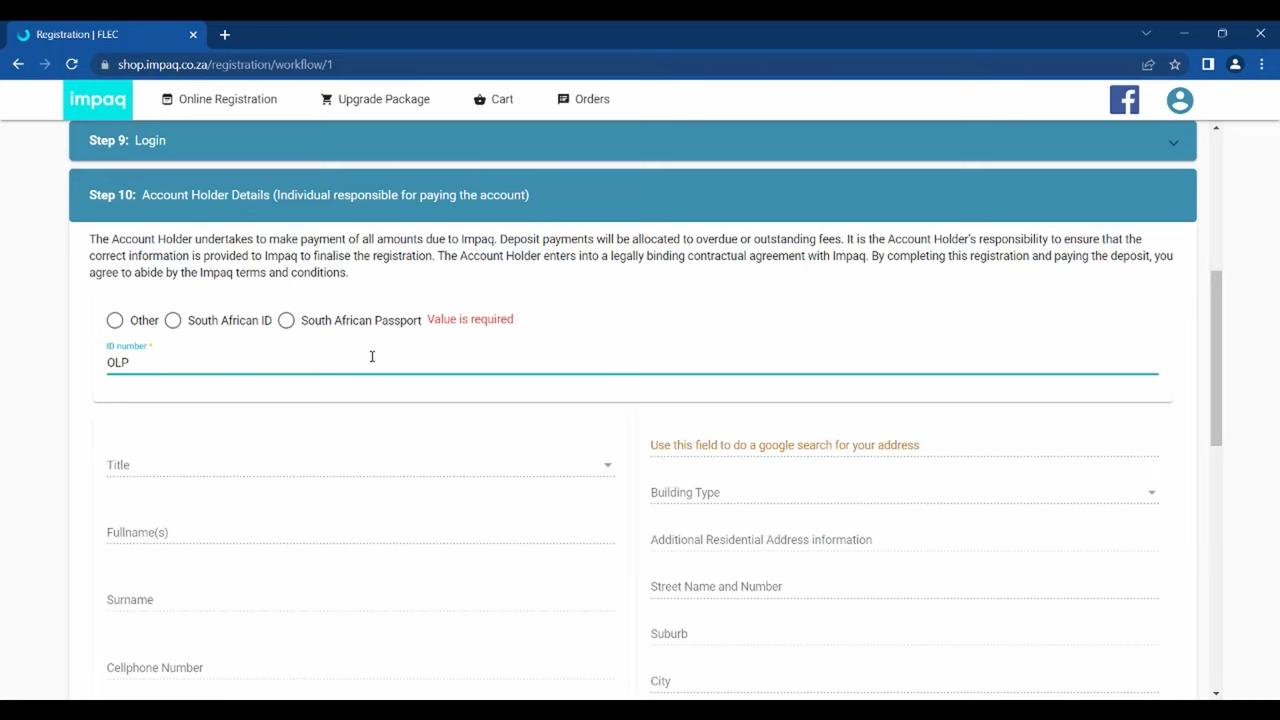 Registration | FLEC
shop.impaq.co.za/registration/workflow/1
impaq
Online Registration
Upgrade Package
Cart
Orders
Step 9: Login
Step 10: Account Holder Details (Individual responsible for paying the account)
The Account Holder undertakes to make payment of all amounts due to Impaq. Deposit payments will be allocated to overdue or outstanding fees. It is the Account Holder's responsibility to ensure that the
correct information is provided to Impaq to finalise the registration. The Account Holder enters into a legally binding contractual agreement with Impaq. By completing this registration and paying the deposit, you
agree to abide by the Impaq terms and conditions.
Other South African ID South African Passport Value is required
ID number *
OLP
Title
Fullname(s)
Surname
Cellphone Number
Use this field to do a google search for your address
Building Type
Additional Residential Address information
Street Name and Number
Suburb
City